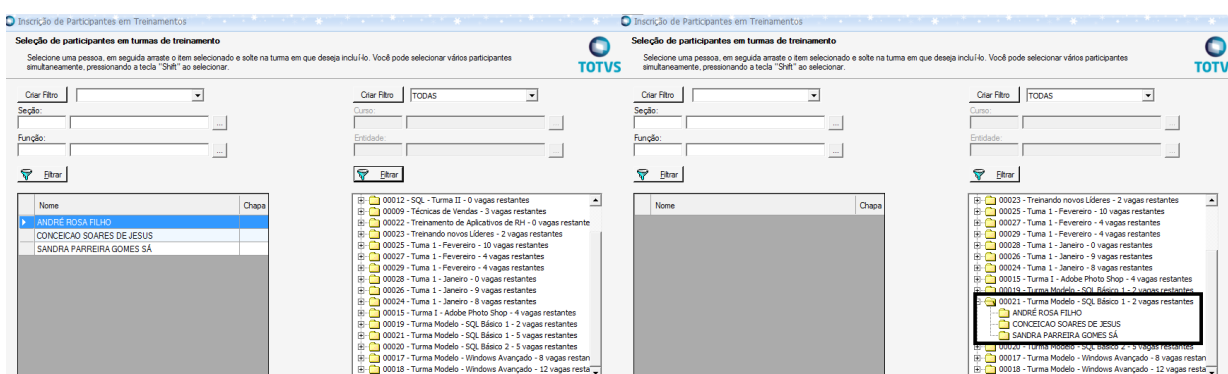 Inscrição de Participantes em Treinamentos
Seleção de participantes em turmas de treinamento
Selecione uma pessoa, em seguida arraste o item selecionado e solte na turma em que deseja incluí-lo. Você pode selecionar vários participantes
simultaneamente, pressionando a tecla "Shift" ao selecionar.
TOTVS
Criar Filtro
Seção:
...
Função:
...
Filtrar
Nome Chapa
ANDRÉ ROSA FILHO
CONCEICAO SOARES DE JESUS
SANDRA PARREIRA GOMES SÁ
Criar Filtro TODAS
Curso:
...
Entidade:
...
Filtrar
00012 - SQL - Turma II - 0 vagas restantes
00009 - Técnicas de Vendas - 3 vagas restantes
00022 - Treinamento de Aplicativos de RH - 0 vagas restante
00023 - Treinando novos Líderes - 2 vagas restantes
00025 - Tuma 1 - Fevereiro - 10 vagas restantes
00027 - Turma 1 - Fevereiro - 4 vagas restantes
00029 - Turma 1 - Fevereiro - 4 vagas restantes
00028 - Turma 1 - Janeiro - 0 vagas restantes
00026 - Turma 1 - Janeiro - 9 vagas restantes
00024 - Turma 1 - Janeiro - 8 vagas restantes
00015 - Turma I - Adobe Photo Shop - 4 vagas restantes
00019 - Turma Modelo - SQL Básico 1 - 2 vagas restantes
00021 - Turma Modelo - SQL Básico 1 - 5 vagas restantes
00020 - Turma Modelo - SQL Básico 2 - 5 vagas restantes
00017 - Turma Modelo - Windows Avançado - 8 vagas restan
00018 - Turma Modelo - Windows Avançado - 12 vagas resta
Inscrição de Participantes em Treinamentos
Seleção de participantes em turmas de treinamento
Selecione uma pessoa, em seguida arraste o item selecionado e solte na turma em que deseja incluí-lo. Você pode selecionar vários participantes
simultaneamente, pressionando a tecla "Shift" ao selecionar.
TOTV
Criar Filtro
Seção:
...
Função:
...
Filtrar
Nome Chapa
Criar Filtro TODAS
Curso:
...
Entidade:
...
Filtrar
00023 - Treinando novos Líderes - 2 vagas restantes
00025 - Tuma 1 - Fevereiro - 10 vagas restantes
00027 - Turma 1 - Fevereiro - 4 vagas restantes
00029 - Turma 1 - Fevereiro - 4 vagas restantes
00028 - Turma 1 - Janeiro - 0 vagas restantes
00026 - Turma 1 - Janeiro - 9 vagas restantes
00024 - Turma 1 - Janeiro - 8 vagas restantes
00015 - Turma I - Adobe Photo Shop - 4 vagas restantes
00019 - Turma Modelo - SQL Básico 1 - 2 vagas restantes
00021 - Turma Modelo - SQL Básico 1 - 2 vagas restantes
ANDRÉ ROSA FILHO
CONCEICAO SOARES DE JESUS
SANDRA PARREIRA GOMES SÁ
00020 - Turma Modelo - SQL Básico 2 - 5 vagas restantes
00017 - Turma Modelo - Windows Avançado - 8 vagas restan
00018 - Turma Modelo - Windows Avançado - 12 vagas resta